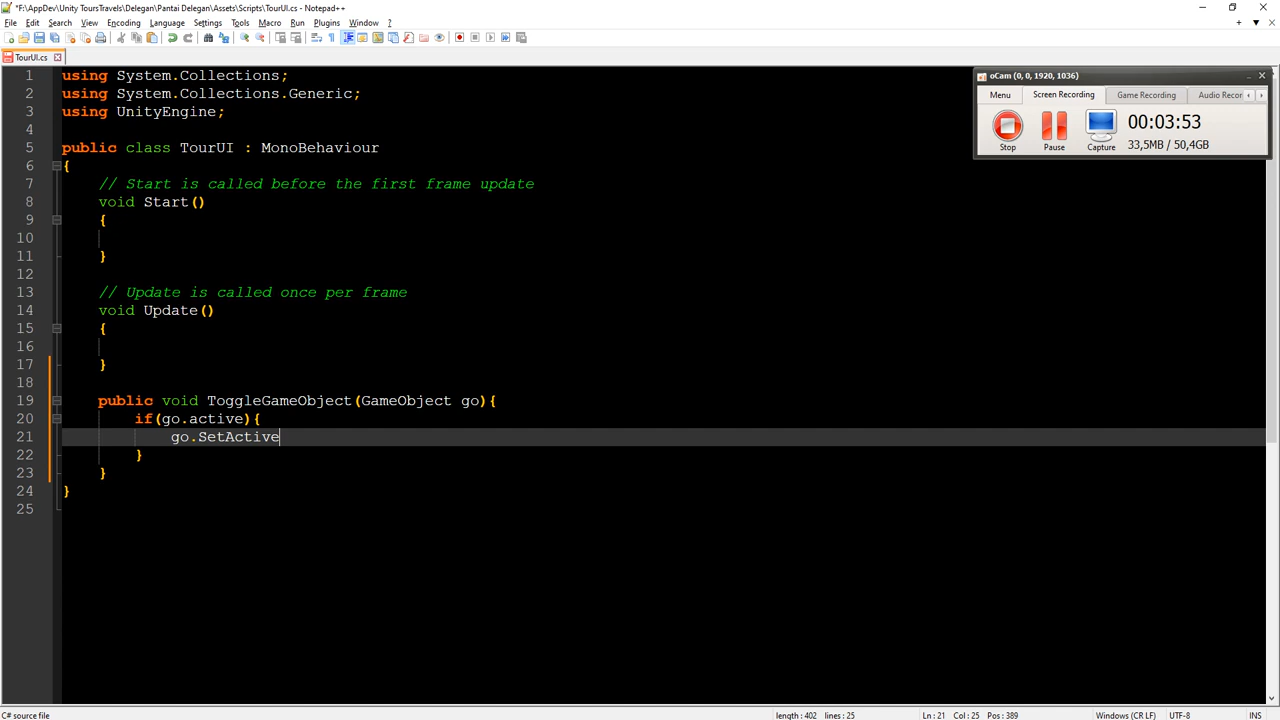 *F:\AppDev\Unity ToursTravels\Delegan\Pantai Delegan\Assets\Scripts\TourUI.cs - Notepad++
File Edit Search View Encoding Language Settings Tools Macro Run Plugins Window ?
+ ▼ ×
TourUI.cs
1 using System.Collections;
2 using System.Collections.Generic;
3 using UnityEngine;
4
5 public class TourUI : MonoBehaviour
6 {
7 // Start is called before the first frame update
8 void Start()
9 {
10
11 }
12
13 // Update is called once per frame
14 void Update()
15 {
16
17 }
18
19 public void ToggleGameObject(GameObject go){
20 if(go.active){
21 go.SetActive
22 }
23 }
24 }
25
oCam (0, 0, 1920, 1036)
Menu Screen Recording Game Recording Audio Recor
00:03:53
33,5MB / 50,4GB
Stop Pause Capture
C# source file length : 402 lines : 25 Ln : 21 Col : 25 Pos : 389 Windows (CR LF) UTF-8 INS